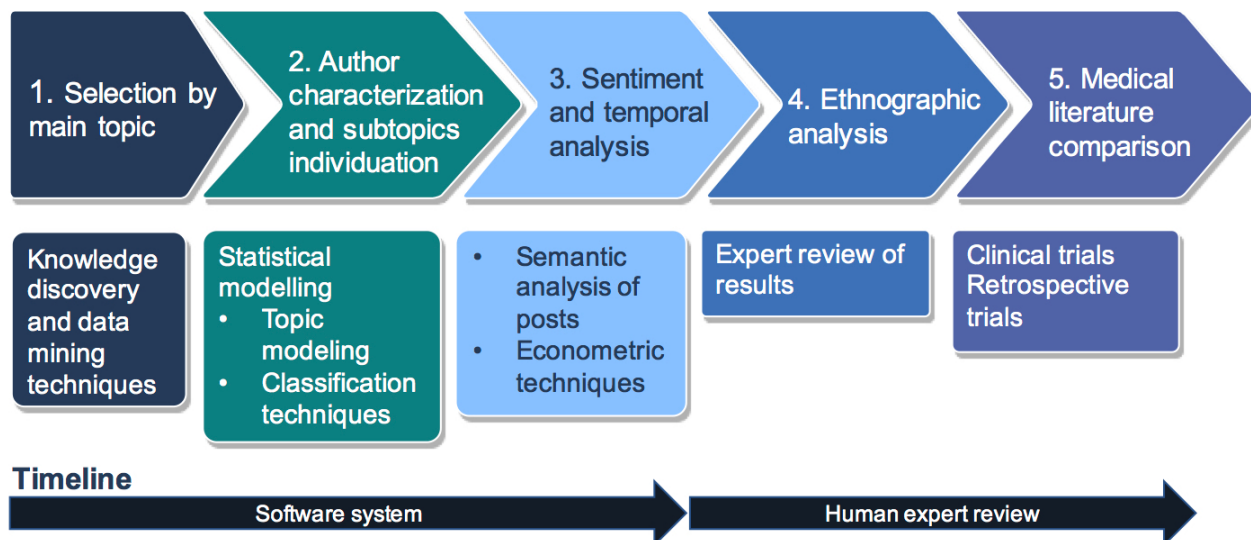 1. Selection by
main topic
2. Author
characterization
and subtopics
individuation
3. Sentiment
and temporal
analysis
4. Ethnographic
analysis
5. Medical
literature
comparison
Knowledge
discovery
and data
mining
techniques
Statistical
modelling
• Topic
modeling
• Classification
techniques
• Semantic
analysis of
posts
• Econometric
techniques
Expert review of
results
Clinical trials
Retrospective
trials
Timeline
Software system
Human expert review